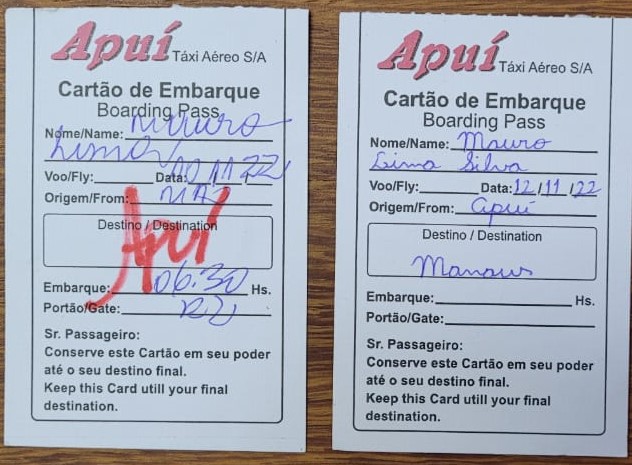 Apuí Táxi Aéreo S/A
Cartão de Embarque
Boarding Pass
Nome/Name: Mauro
Lima
Voo/Fly: Data: 10 11 22
Origem/From: MAO
Destino / Destination
Apuí
Embarque: 06:30 Hs.
Portão/Gate:
Sr. Passageiro:
Conserve este Cartão em seu poder
até o seu destino final.
Keep this Card utill your final
destination.
Apuí Táxi Aéreo S/A
Cartão de Embarque
Boarding Pass
Nome/Name: Mauro
Lima Silva
Voo/Fly: Data: 12/11/22
Origem/From: Apuí
Destino / Destination
Manaus
Embarque: Hs.
Portão/Gate:
Sr. Passageiro:
Conserve este Cartão em seu poder
até o seu destino final.
Keep this Card utill your final
destination.